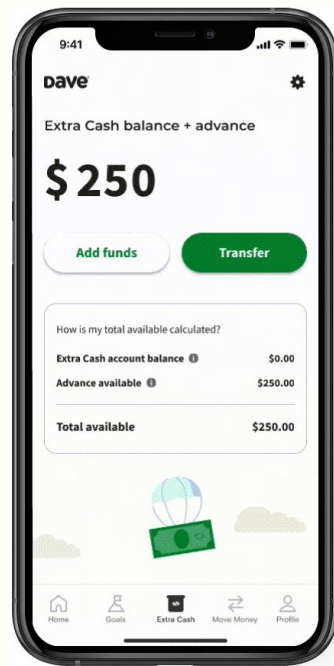 9:41
Dave
Extra Cash balance + advance
$250
Add funds
Transfer
How is my total available calculated?
Extra Cash account balance $0.00
Advance available $250.00
Total available $250.00
Home Goals Extra Cash Move Money Profile